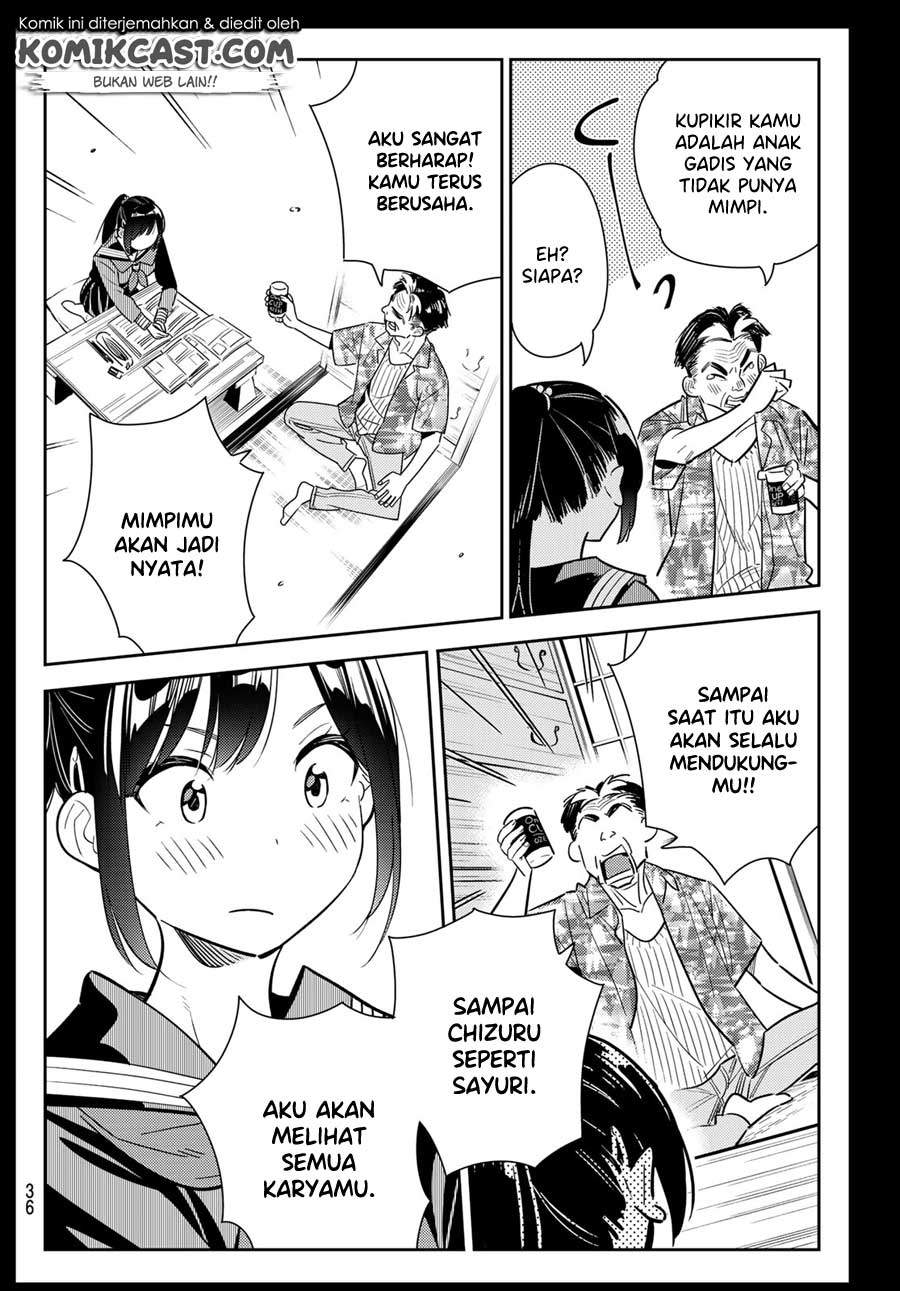 Komik ini diterjemahkan & diedit oleh
KOMIKCAST.COM
BUKAN WEB LAIN!!
KUPIKIR KAMU
ADALAH ANAK
GADIS YANG
TIDAK PUNYA
MIMPI.
EH?
SIAPA?
ONE
CUP
AKU SANGAT
BERHARAP!
KAMU TERUS
BERUSAHA.
MIMPIMU
AKAN JADI
NYATA!
SAMPAI
SAAT ITU AKU
AKAN SELALU
MENDUKUNG-
MU!!
SAMPAI
CHIZURU
SEPERTI
SAYURI.
AKU AKAN
MELIHAT
SEMUA
KARYAMU.
36